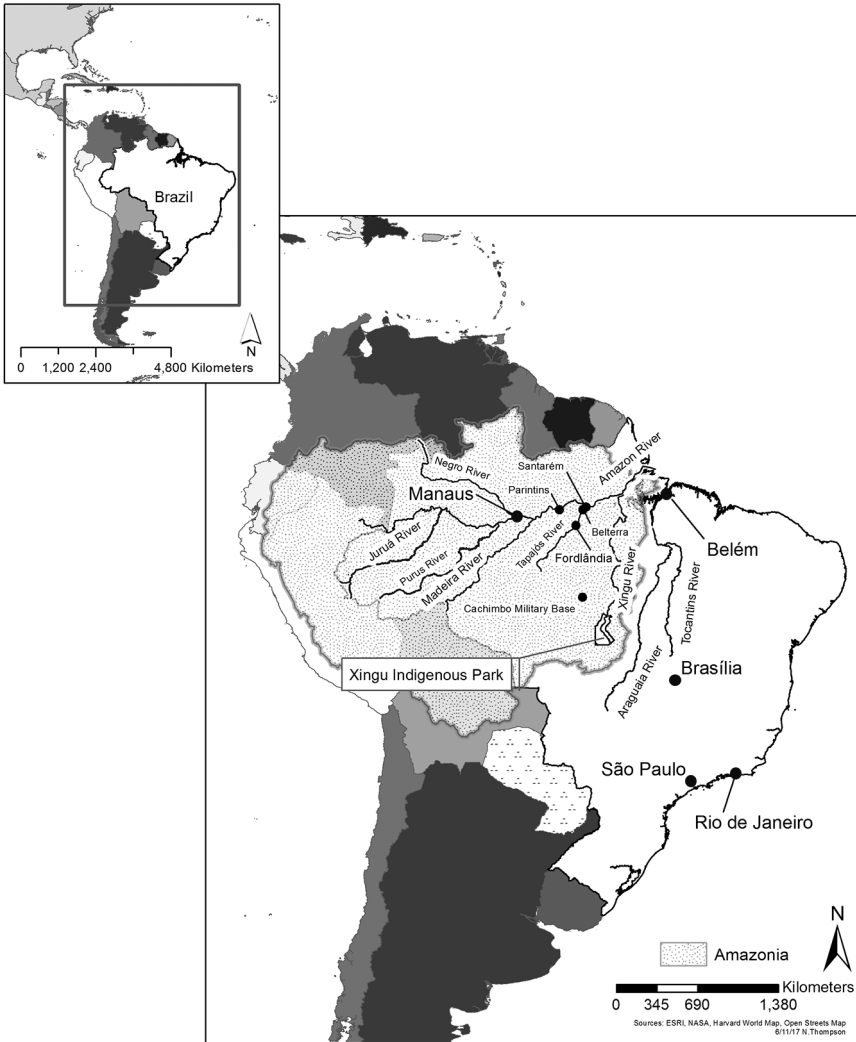 Brazil
N
0 1,200 2,400 4,800 Kilometers
Negro River
Santarém
Amazon River
Manaus
Parintins
Belém
Juruá River
Purus River
Madeira River
Tapajós River
Belterra
Fordlândia
Xingu River
Tocantins River
Cachimbo Military Base
Araguaia River
Xingu Indigenous Park
Brasília
São Paulo
Rio de Janeiro
N
Amazonia
Kilometers
0 345 690 1,380
Sources: ESRI, NASA, Harvard World Map, Open Streets Map
6/11/17 N.Thompson